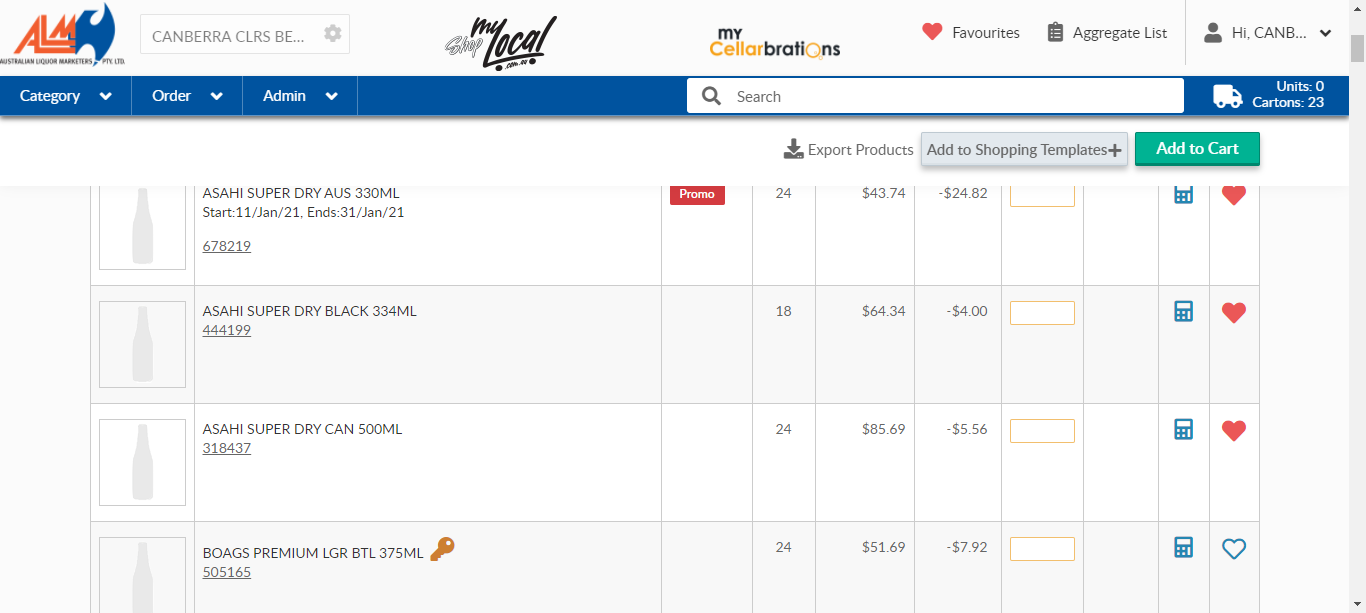 ALM
AUSTRALIAN LIQUOR MARKETERS PTY. LTD.
CANBERRA CLRS BE...
my
Shop Local
.com.au
my
Cellarbrations
Favourites
Aggregate List
Hi, CANB...
Category
Order
Admin
Search
Units: 0
Cartons: 23
Export Products
Add to Shopping Templates+
Add to Cart
ASAHI SUPER DRY AUS 330ML
Start:11/Jan/21, Ends:31/Jan/21
678219
Promo
24
$43.74
-$24.82
ASAHI SUPER DRY BLACK 334ML
444199
18
$64.34
-$4.00
ASAHI SUPER DRY CAN 500ML
318437
24
$85.69
-$5.56
BOAGS PREMIUM LGR BTL 375ML
505165
24
$51.69
-$7.92